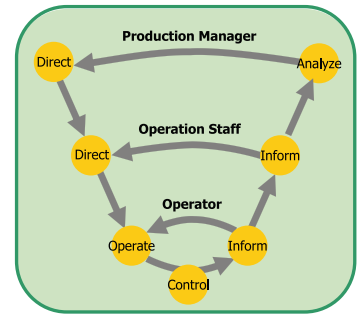 Production Manager
Direct
Analyze
Operation Staff
Direct
Inform
Operator
Operate
Inform
Control